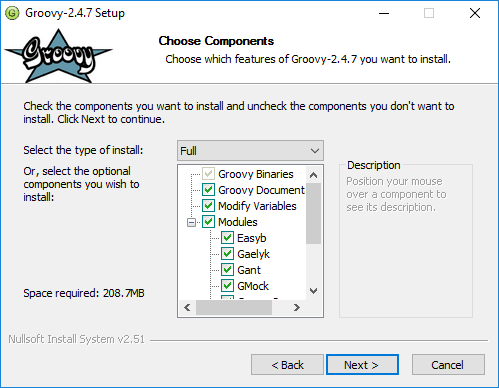 Groovy-2.4.7 Setup
Groovy
Choose Components
Choose which features of Groovy-2.4.7 you want to install.
Check the components you want to install and uncheck the components you don't want to
install. Click Next to continue.
Select the type of install:
Full
Or, select the optional
components you wish to
install:
Groovy Binaries
Groovy Document
Modify Variables
Modules
Easyb
Gaelyk
Gant
GMock
Description
Position your mouse
over a component to
see its description.
Space required: 208.7MB
Nullsoft Install System v2.51
< Back
Next >
Cancel